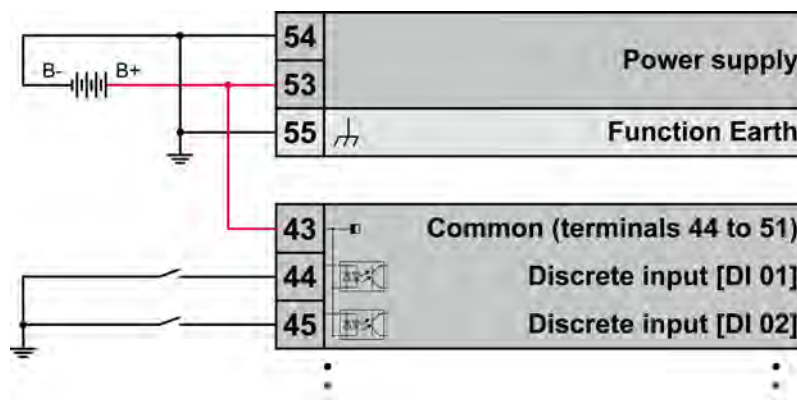 54
B- B+ Power supply
53
55 Function Earth
43 Common (terminals 44 to 51)
44 Discrete input [DI 01]
45 Discrete input [DI 02]